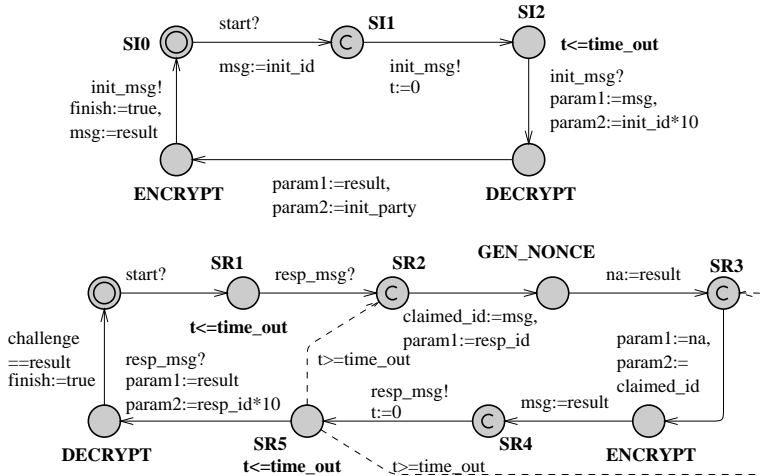 start?
SI0
C
SI1
SI2
t<=time_out
msg:=init_id
init_msg!
t:=0
init_msg!
finish:=true,
msg:=result
init_msg?
param1:=msg,
param2:=init_id*10
ENCRYPT
param1:=result,
param2:=init_party
DECRYPT
start?
SR1
t<=time_out
resp_msg?
SR2
C
claimed_id:=msg,
param1:=resp_id
GEN_NONCE
na:=result
SR3
C
challenge
==result
finish:=true
resp_msg?
param1:=result
param2:=resp_id*10
t>=time_out
resp_msg!
t:=0
param1:=na,
param2:=
claimed_id
msg:=result
C
DECRYPT
SR5
t<=time_out
SR4
t>=time_out
ENCRYPT